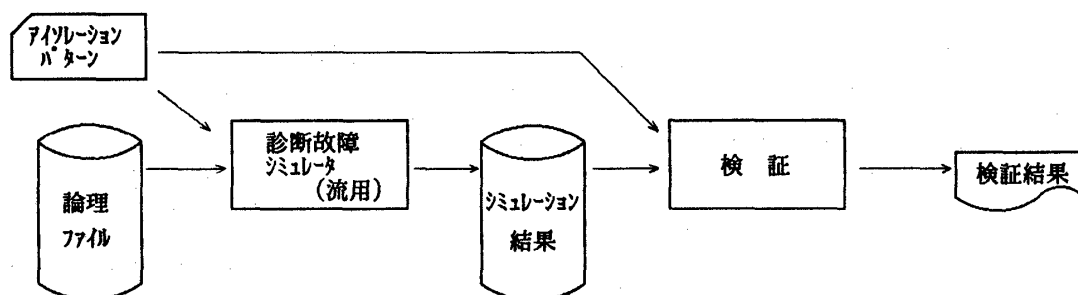 アイソレーション
パターン
論理
ファイル
診断故障
シミュレータ
(流用)
シミュレーション
結果
検 証
検証結果